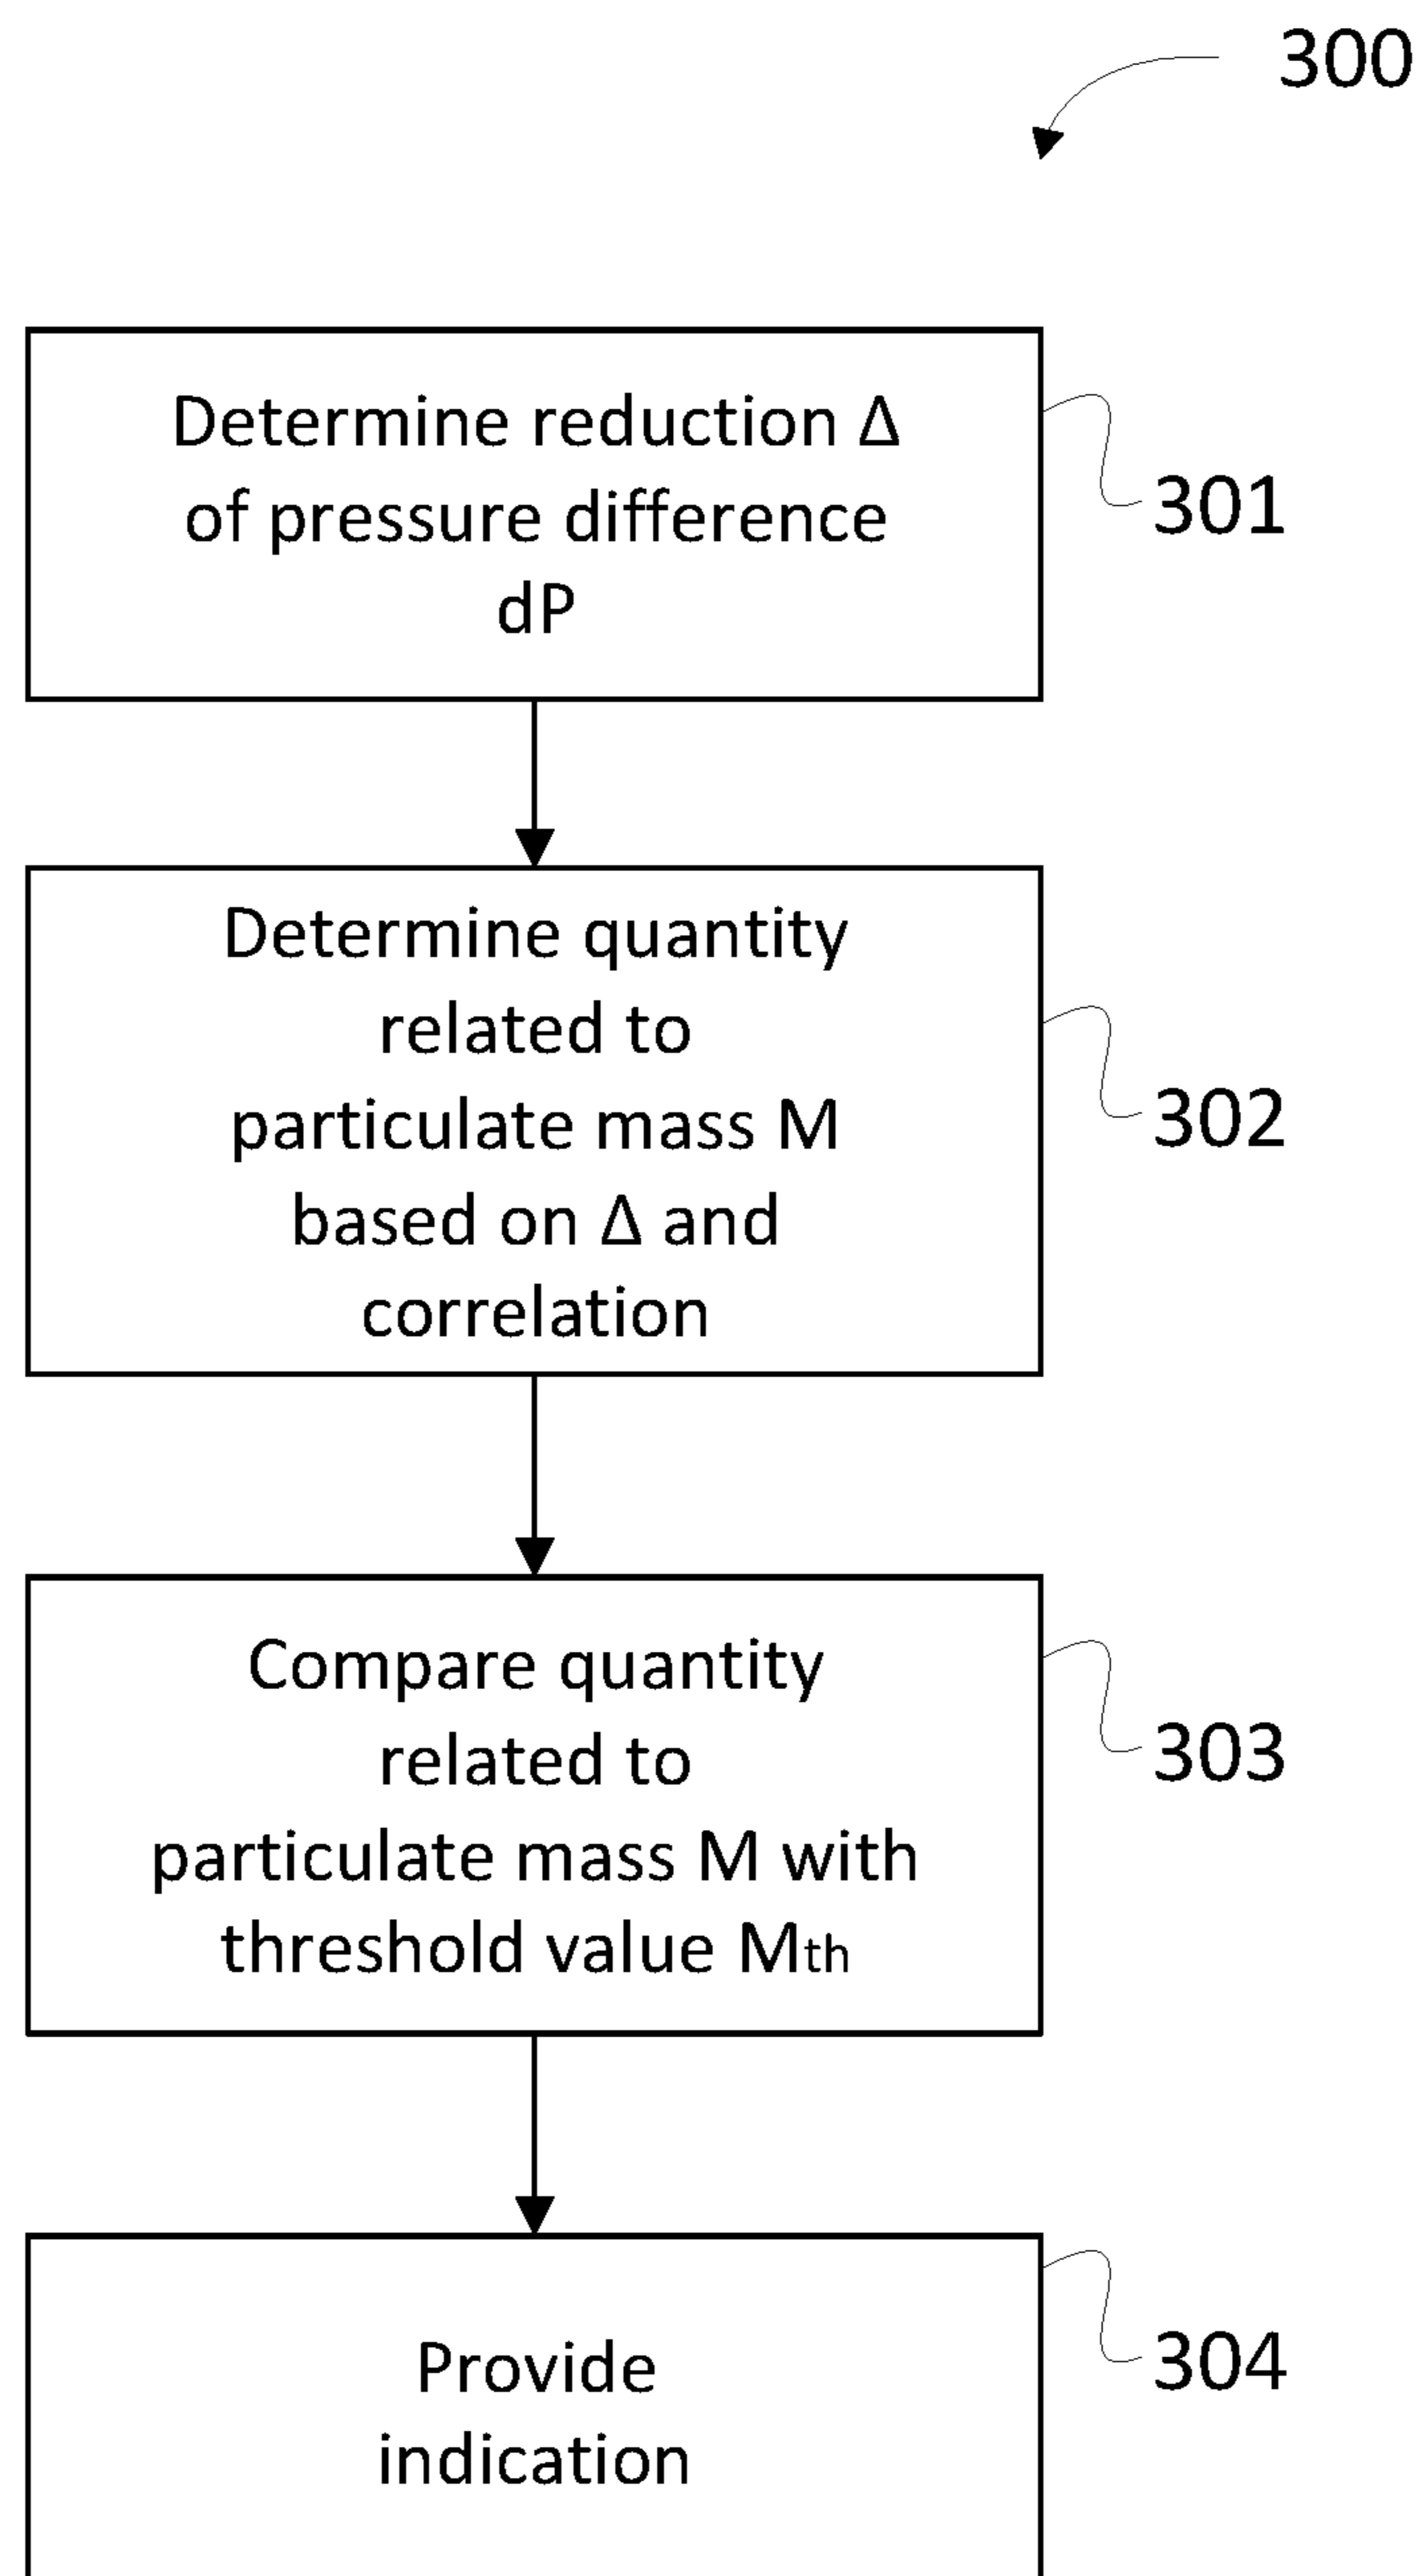 300
Determine reduction Δ
of pressure difference
dP
301
Determine quantity
related to
particulate mass M
based on Δ and
correlation
302
Compare quantity
related to
particulate mass M with
threshold value Mth
303
Provide
indication
304